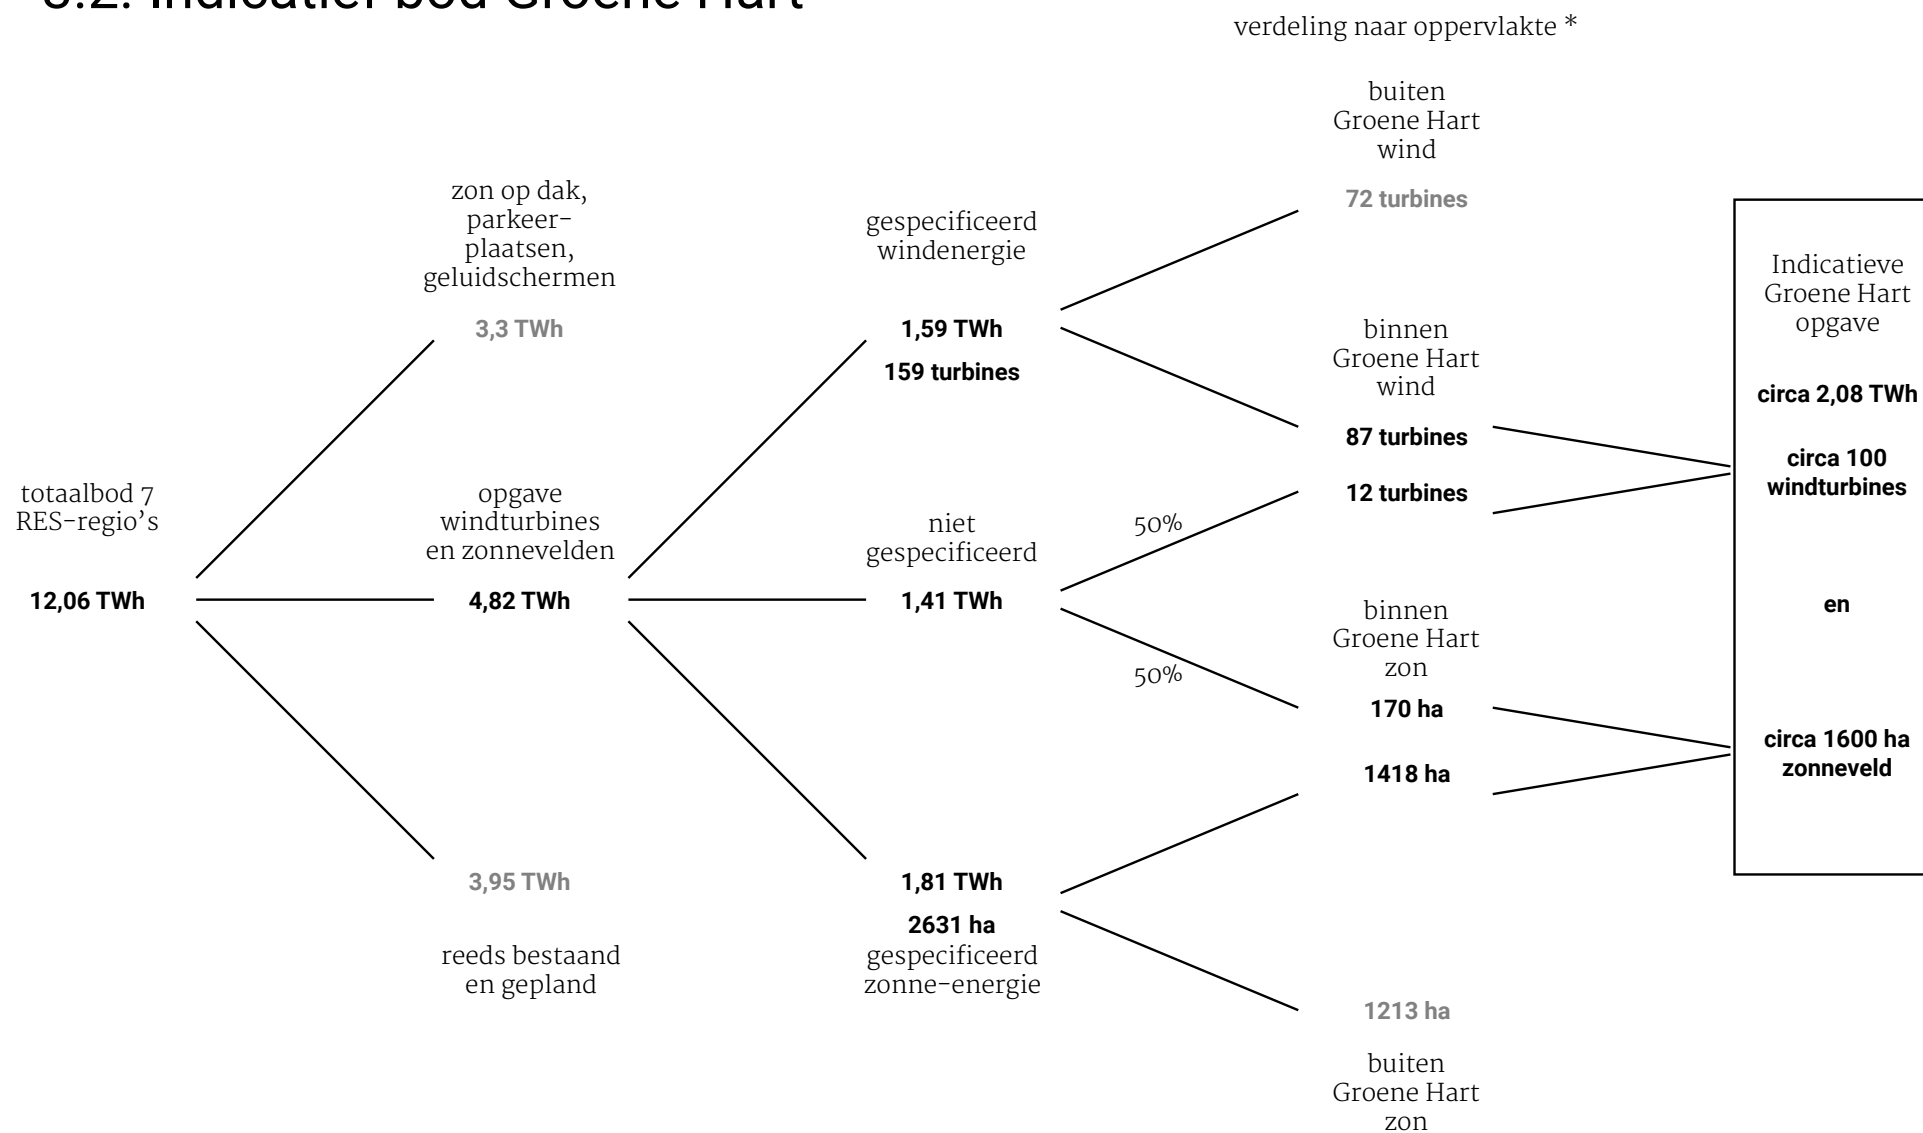 Indicatief bod Groene Hart
verdeling naar oppervlakte *
totaalbod 7
RES-regio's
12,06 TWh
zon op dak,
parkeer-
plaatsen,
geluidschermen
3,3 TWh
opgave
windturbines
en zonnevelden
4,82 TWh
3,95 TWh
reeds bestaand
en gepland
gespecificeerd
windenergie
1,59 TWh
159 turbines
niet
gespecificeerd
1,41 TWh
1,81 TWh
2631 ha
gespecificeerd
zonne-energie
50%
50%
buiten
Groene Hart
wind
72 turbines
binnen
Groene Hart
wind
87 turbines
12 turbines
binnen
Groene Hart
zon
170 ha
1418 ha
1213 ha
buiten
Groene Hart
zon
Indicatieve
Groene Hart
opgave
circa 2,08 TWh
circa 100
windturbines
en
circa 1600 ha
zonneveld